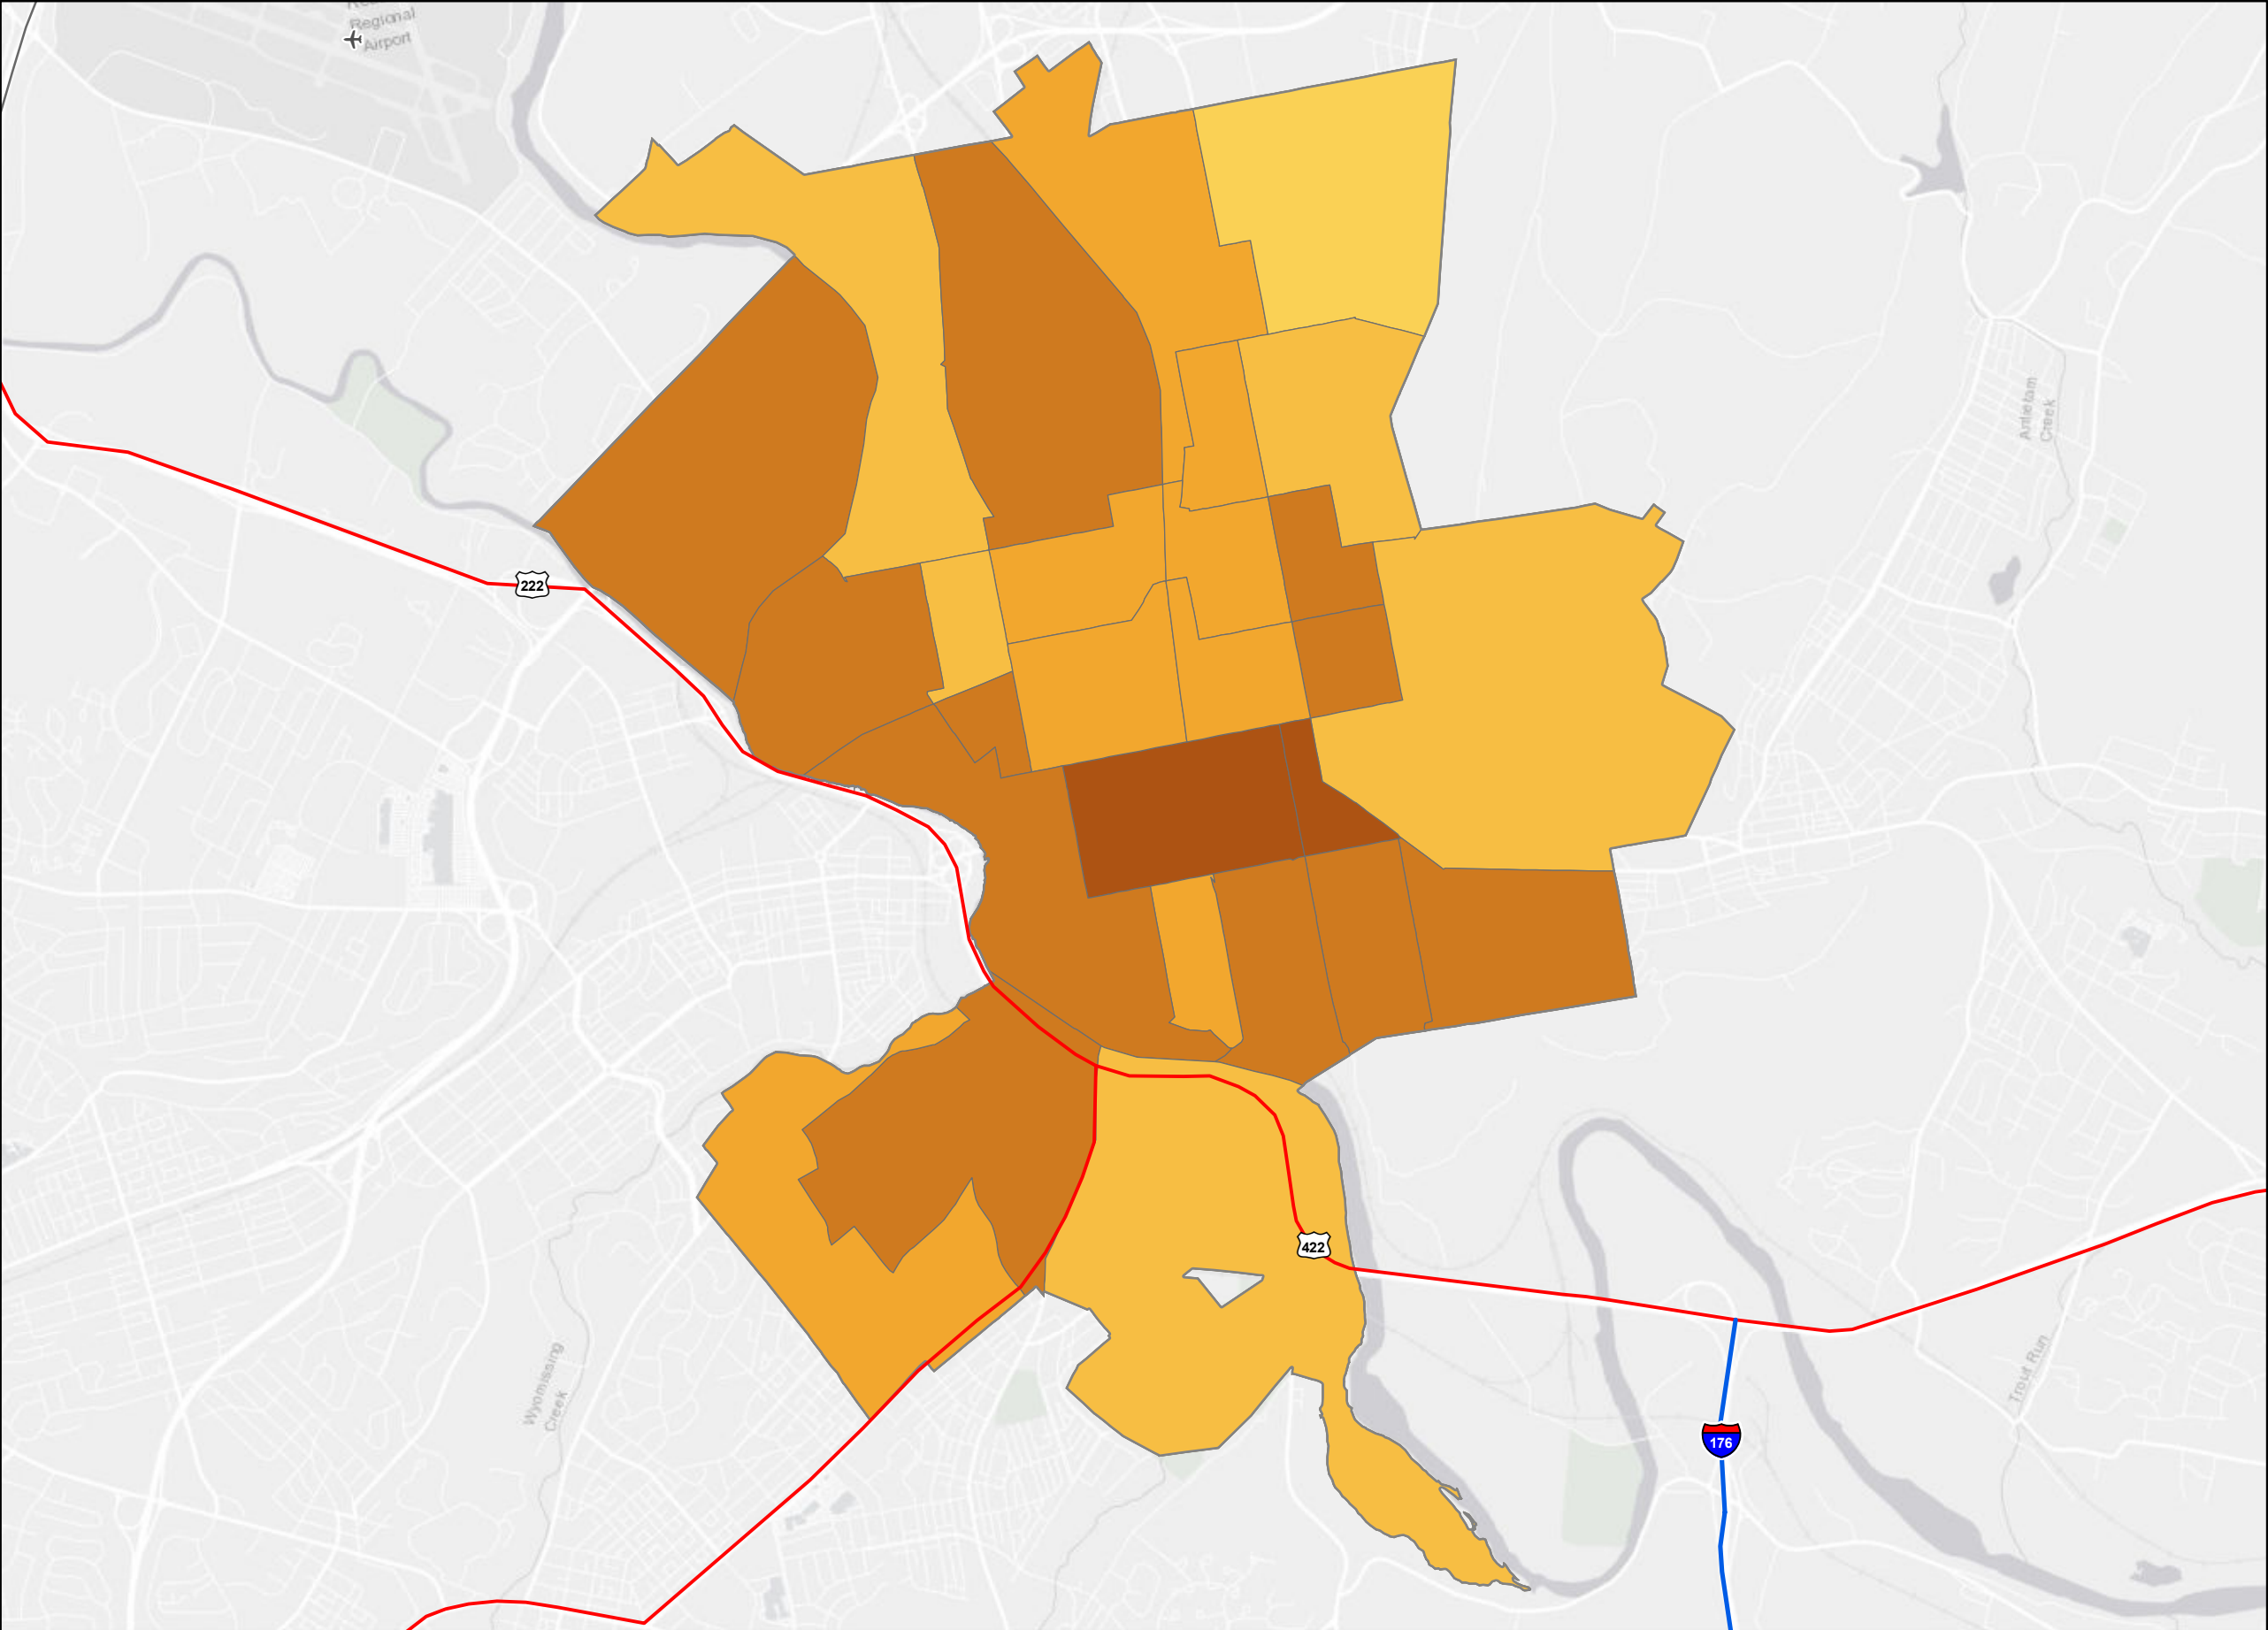 Regional
Airport
Antietam
Creek
222
422
Wyomissing
Creek
Trout Run
176